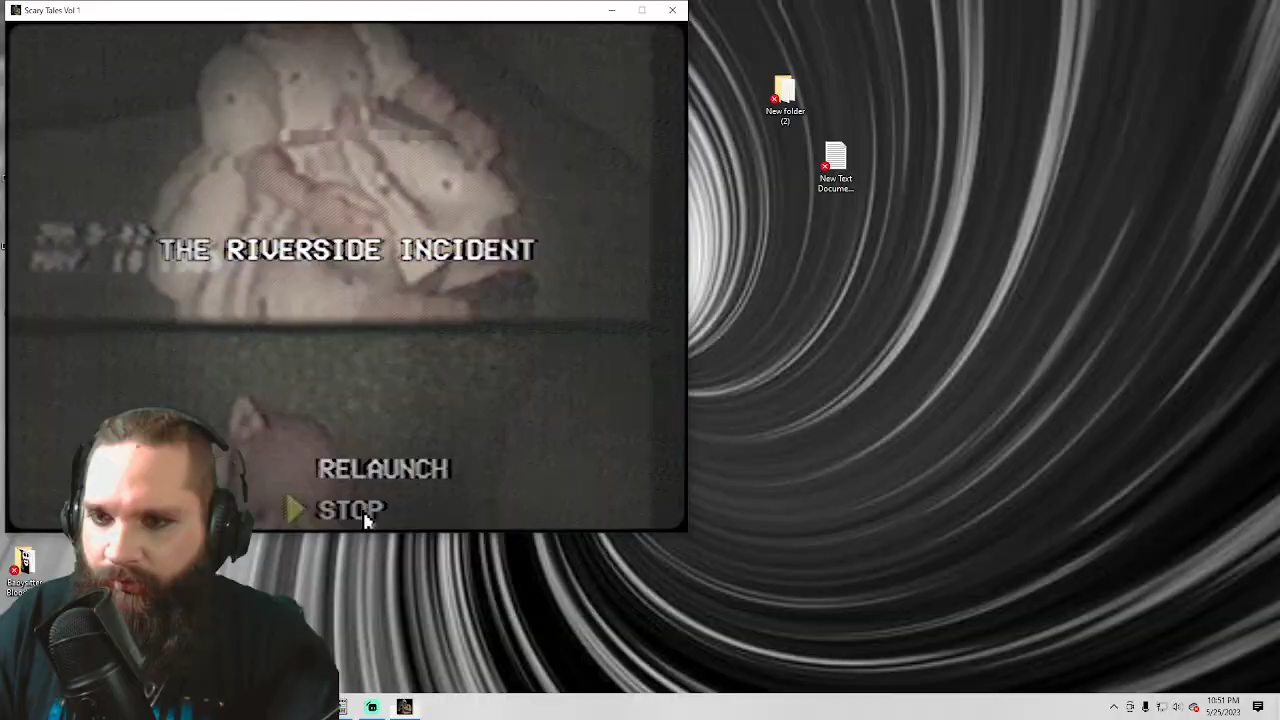 Scary Tales Vol 1
New folder
(2)
New Text
Docume...
THE RIVERSIDE INCIDENT
RELAUNCH
STOP
Babysitter
10:51 PM
5/25/2023